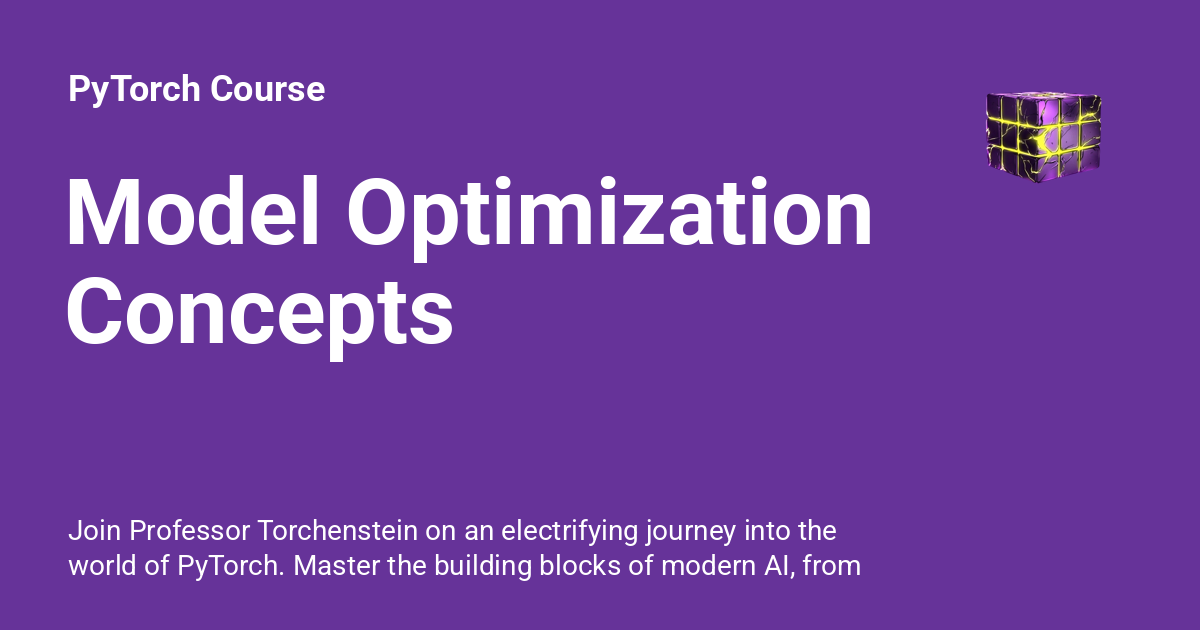 PyTorch Course
Model Optimization
Concepts
Join Professor Torchenstein on an electrifying journey into the
world of PyTorch. Master the building blocks of modern AI, from